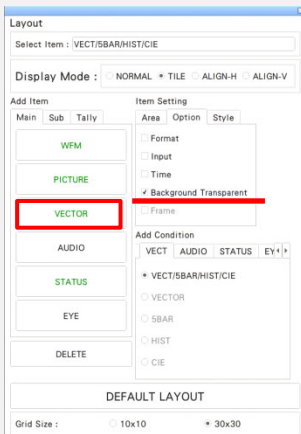 Layout
Select Item : VECT/5BAR/HIST/CIE
Display Mode : NORMAL TILE ALIGN-H ALIGN-V
Add Item
Main Sub Tally
WFM
PICTURE
VECTOR
AUDIO
STATUS
EYE
DELETE
Item Setting
Area Option Style
Format
Input
Time
Background Transparent
Frame
Add Condition
VECT AUDIO STATUS EY
VECT/5BAR/HIST/CIE
VECTOR
5BAR
HIST
CIE
DEFAULT LAYOUT
Grid Size : 10x10 30x30